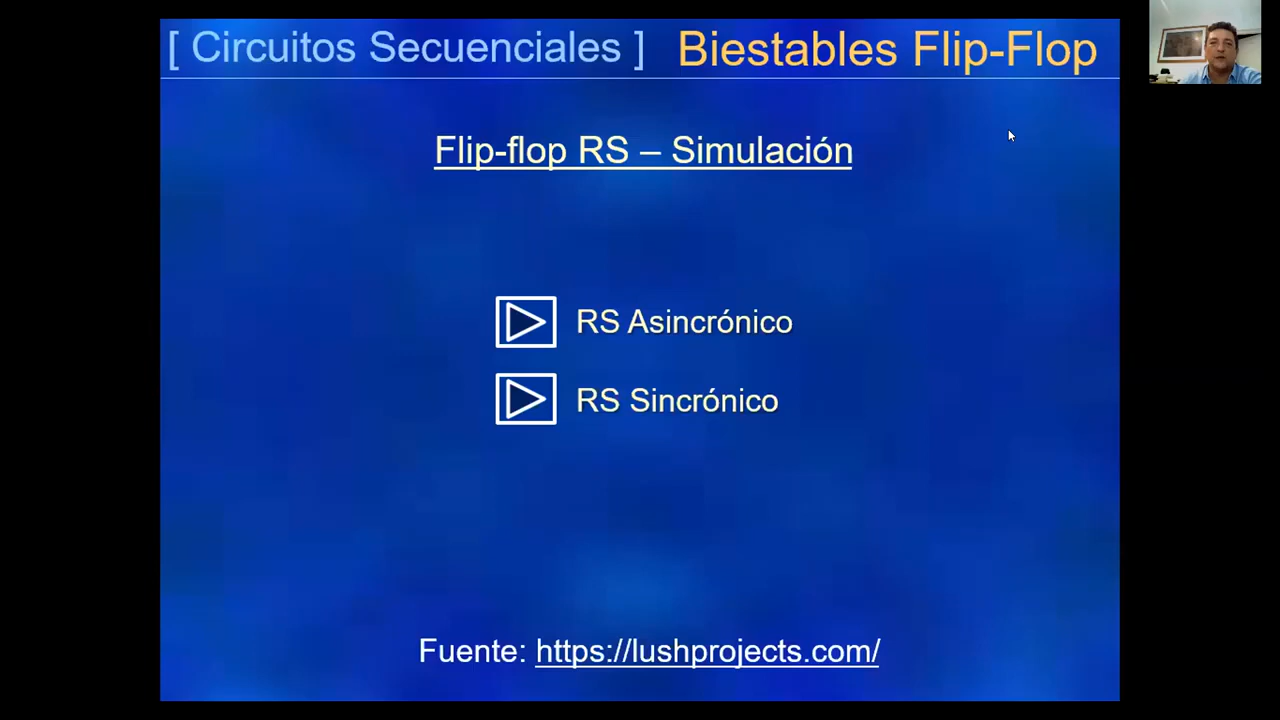 [ Circuitos Secuenciales ] Biestables Flip-Flop
Flip-flop RS – Simulación
RS Asincrónico
RS Sincrónico
Fuente: https://lushprojects.com/